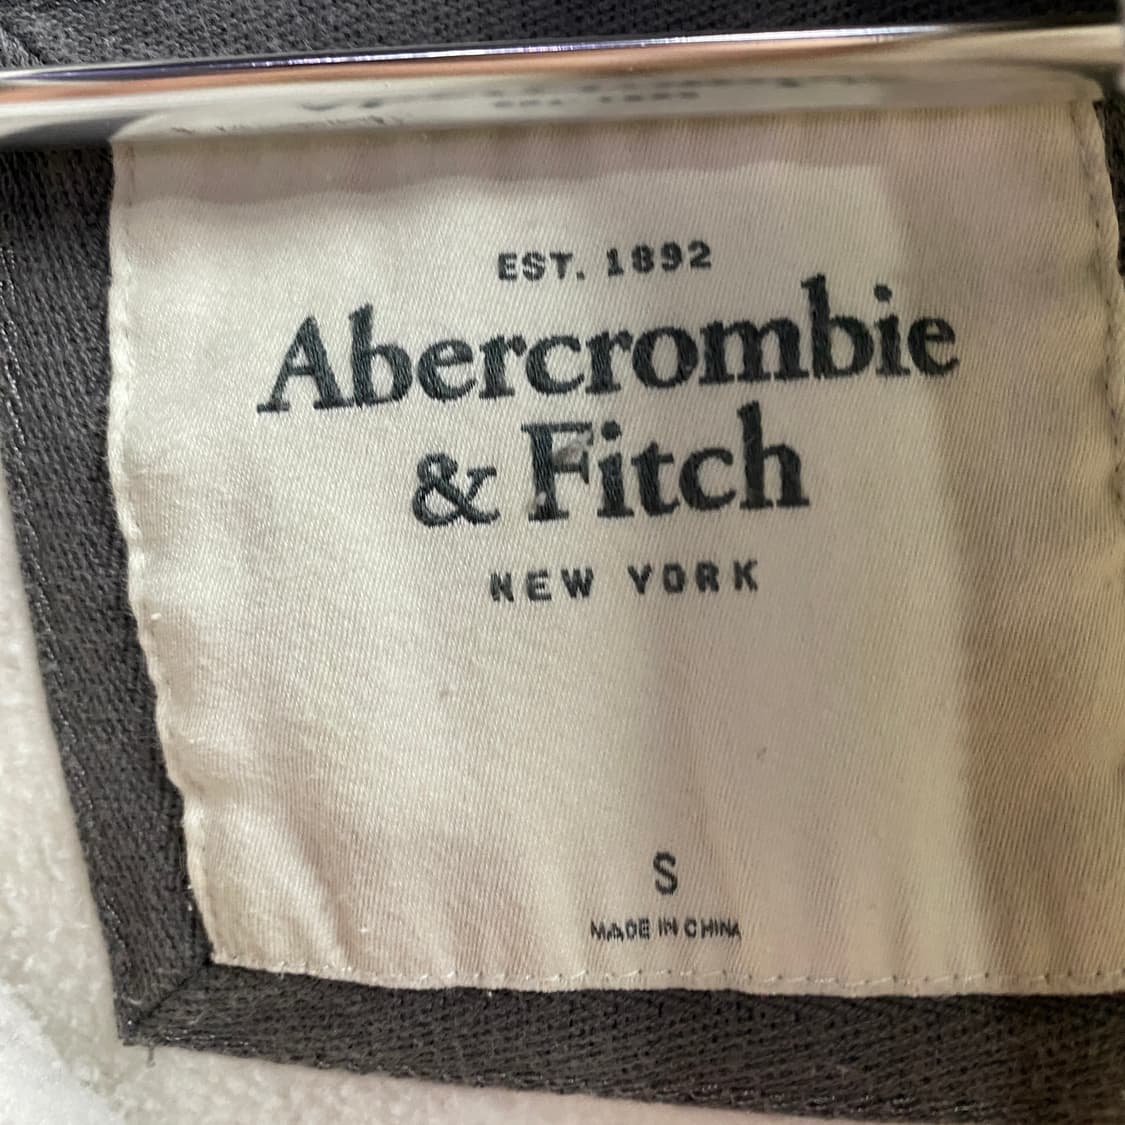 EST. 1892
Abercrombie
& Fitch
NEW YORK
S
MADE IN CHINA